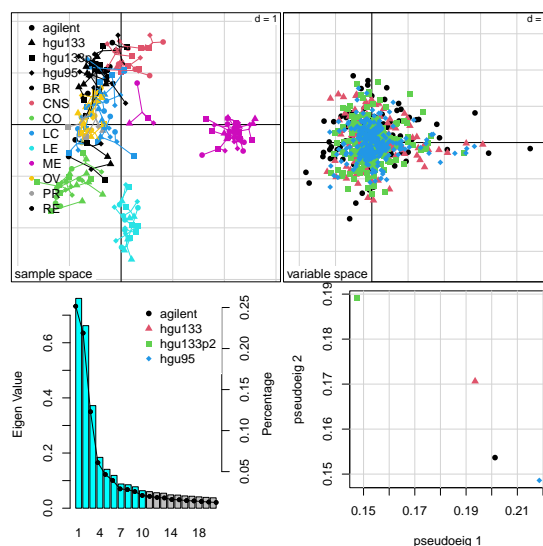 d = 1
agilent
hgu133
hgu133p
hgu95
BR
CNS
CO
LC
LE
ME
OV
PR
RE
sample space
d =
variable space
Eigen Value
0.0
0.2
0.4
0.6
1
4
7
10
14
18
Percentage
0.05
0.10
0.15
0.20
0.25
agilent
hgu133
hgu133p2
hgu95
pseudoeig 2
0.15
0.16
0.17
0.18
0.19
0.15
0.17
0.19
0.21
pseudoeig 1